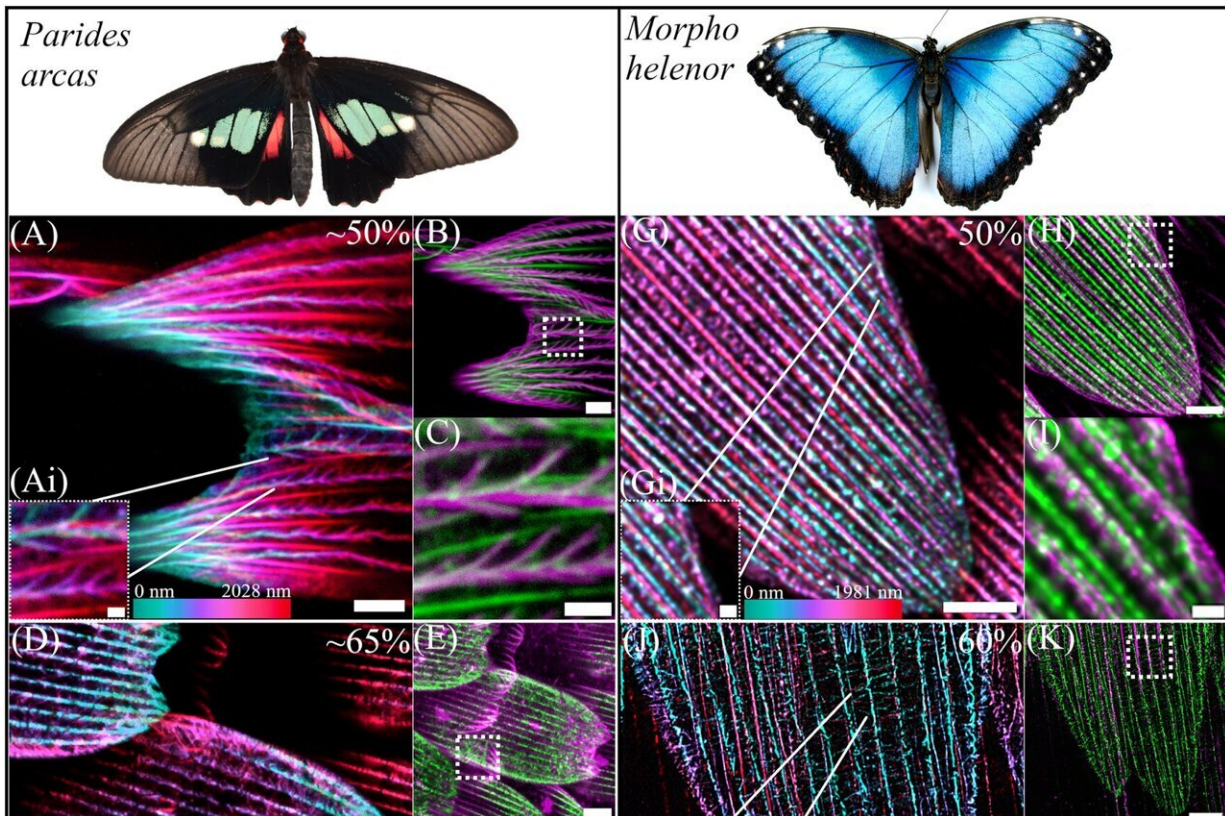 Parides
arcas
Morpho
helenor
(A)
~50%
(B)
(C)
(Ai)
0 nm
2028 nm
(D)
~65%
(E)
(G)
50%
(H)
(I)
(Gi)
0 nm
1981 nm
(J)
60%
(K)